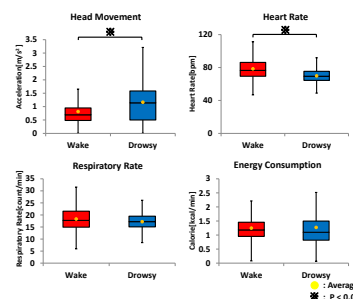 Head Movement
※
Acceleration[m/s²]
3.5
3
2.5
2
1.5
1
0.5
0
Wake
Drowsy
Heart Rate
※
Heart Rate[bpm]
120
80
40
0
Wake
Drowsy
Respiratory Rate
Respiratory Rate[count/min]
35
30
25
20
15
10
5
0
Wake
Drowsy
Energy Consumption
Calorie[kcal/min]
3
2.5
2
1.5
1
0.5
0
Wake
Drowsy
: Average
※ : P < 0.0